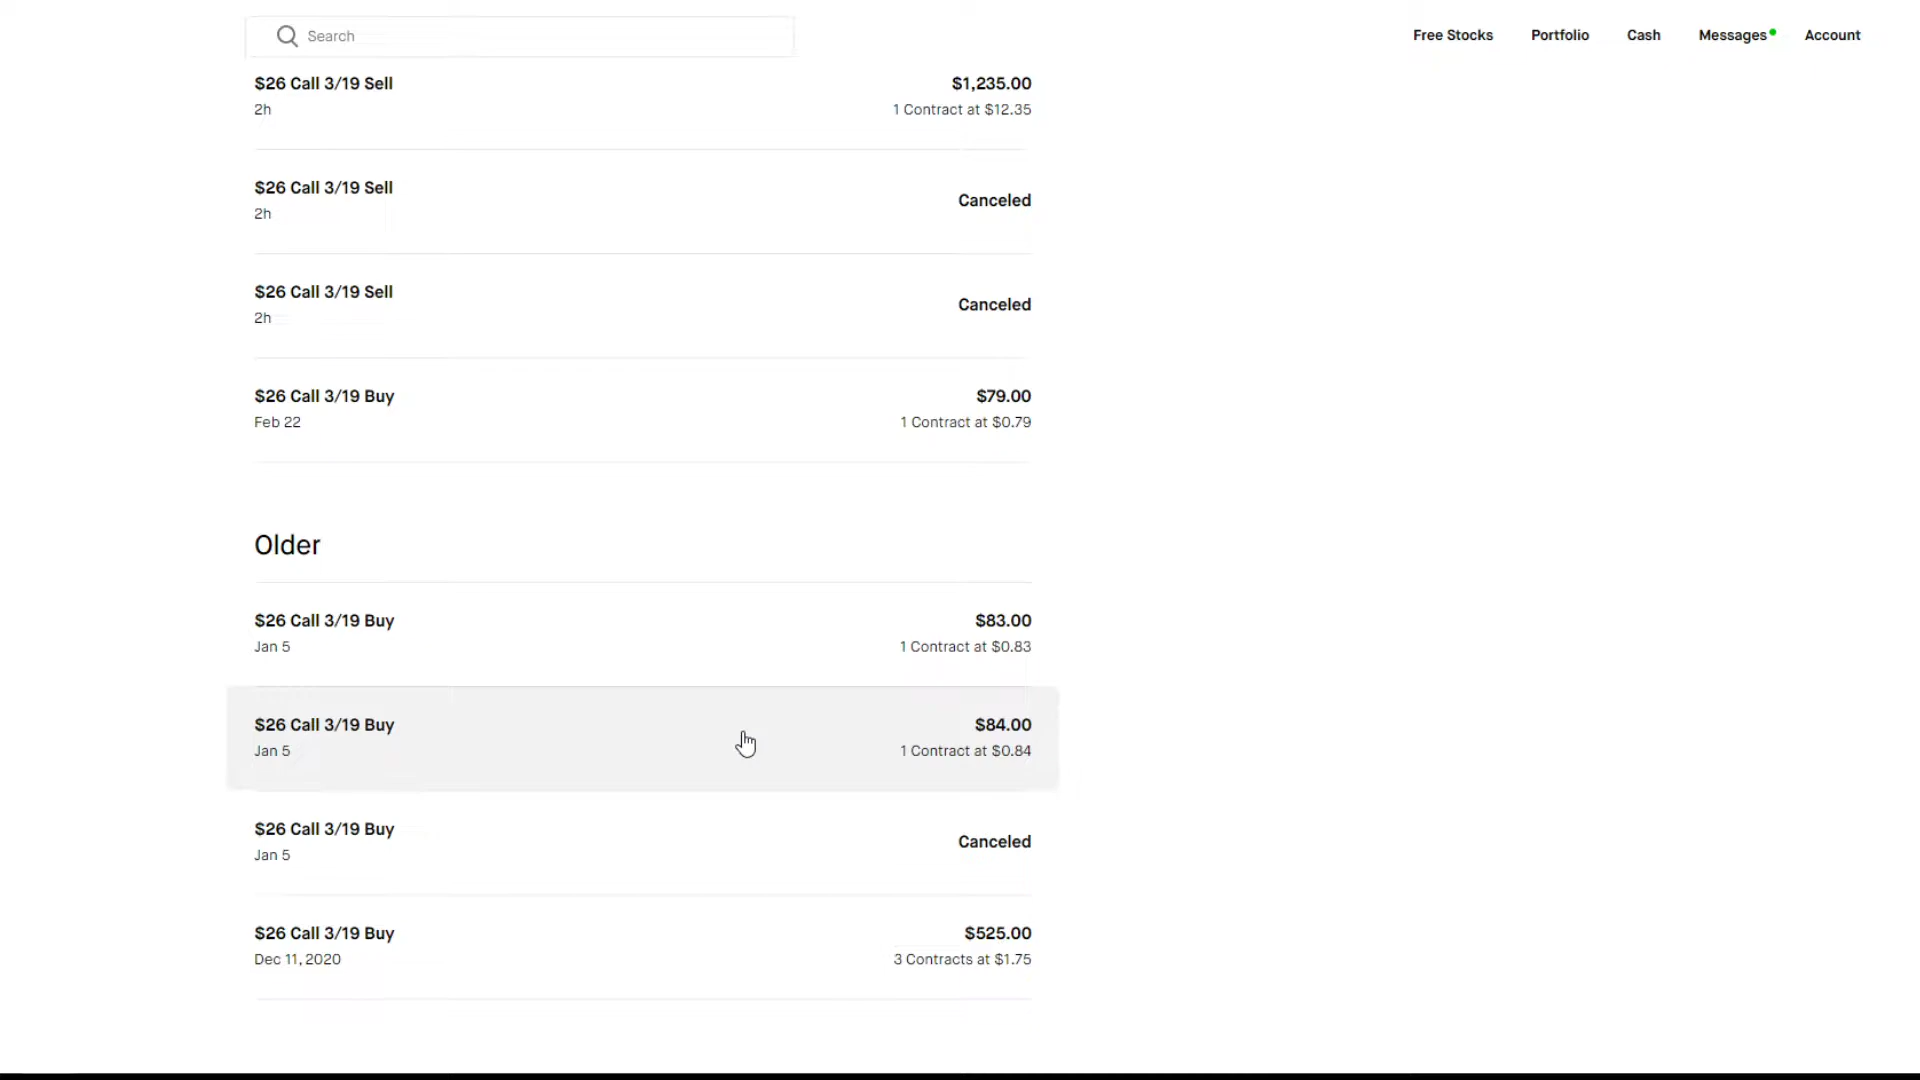 Search
Free Stocks
Portfolio
Cash
Messages
Account
$26 Call 3/19 Sell
$1,235.00
2h
1 Contract at $12.35
$26 Call 3/19 Sell
Canceled
2h
$26 Call 3/19 Sell
Canceled
2h
$26 Call 3/19 Buy
$79.00
Feb 22
1 Contract at $0.79
Older
$26 Call 3/19 Buy
$83.00
Jan 5
1 Contract at $0.83
$26 Call 3/19 Buy
$84.00
Jan 5
1 Contract at $0.84
$26 Call 3/19 Buy
Canceled
Jan 5
$26 Call 3/19 Buy
$525.00
Dec 11, 2020
3 Contracts at $1.75